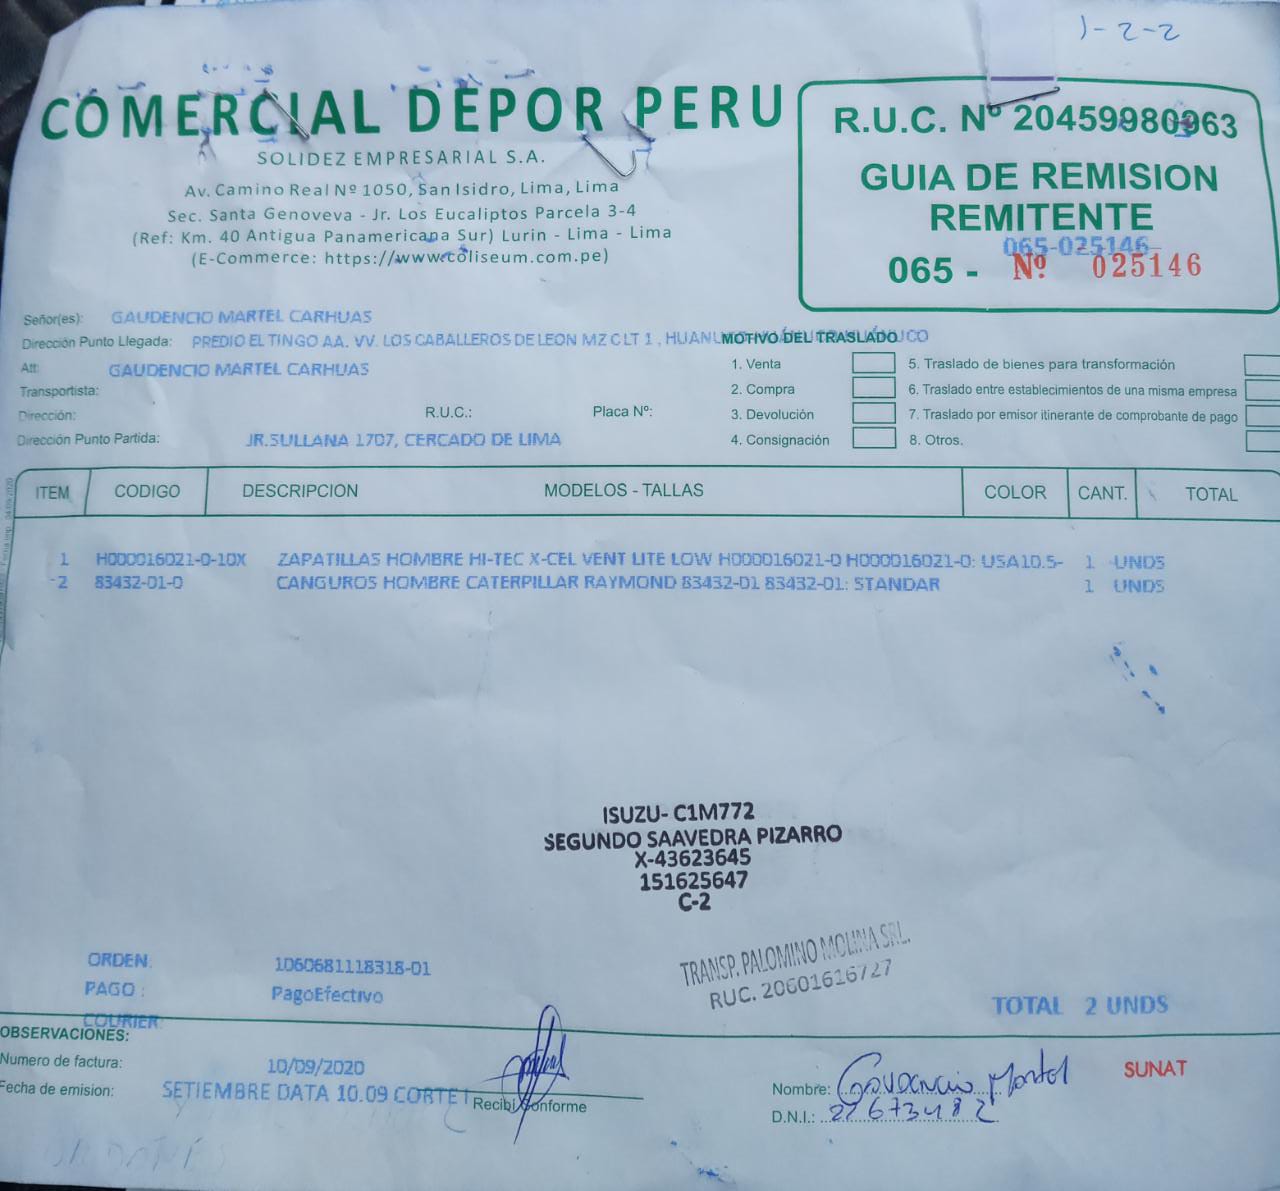 1-2-2
COMERCIAL DEPOR PERU
SOLIDEZ EMPRESARIAL S.A.
Av. Camino Real Nº 1050, San Isidro, Lima, Lima
Sec. Santa Genoveva - Jr. Los Eucaliptos Parcela 3-4
(Ref: Km. 40 Antigua Panamericana Sur) Lurin - Lima - Lima
(E-Commerce: https://www.coliseum.com.pe)
R.U.C. Nº 20459980963
GUIA DE REMISION
REMITENTE
065-025146
065 - Nº 025146
Señor(es): GAUDENCIO MARTEL CARHUAS
Dirección Punto Llegada: PREDIO EL TINGO AA. VV. LOS CABALLEROS DE LEON MZ C LT 1 , HUANUCO
Att: GAUDENCIO MARTEL CARHUAS
Transportista:
Dirección: R.U.C.: Placa Nº:
Dirección Punto Partida: JR.SULLANA 1707, CERCADO DE LIMA
MOTIVO DEL TRASLADO
1. Venta
2. Compra
3. Devolución
4. Consignación
5. Traslado de bienes para transformación
6. Traslado entre establecimientos de una misma empresa
7. Traslado por emisor itinerante de comprobante de pago
8. Otros.
ITEM CODIGO DESCRIPCION MODELOS - TALLAS COLOR CANT. TOTAL
1 H000016021-0-10X ZAPATILLAS HOMBRE HI-TEC X-CEL VENT LITE LOW H000016021-0 H000016021-0: USA10.5- 1 UNDS
2 83432-01-0 CANGUROS HOMBRE CATERPILLAR RAYMOND 83432-01 83432-01: STANDAR 1 UNDS
ISUZU- C1M772
SEGUNDO SAAVEDRA PIZARRO
X-43623645
151625647
C-2
TRANSP. PALOMINO MOLINA SRL.
RUC. 20601616727
ORDEN: 1060681118318-01
PAGO : PagoEfectivo
COURIER:
TOTAL 2 UNDS
OBSERVACIONES:
Numero de factura: 10/09/2020
Fecha de emision: SETIEMBRE DATA 10.09 CORTE1
Recibí Conforme
Nombre: Gaudencio Martel
D.N.I.: 22673482
SUNAT